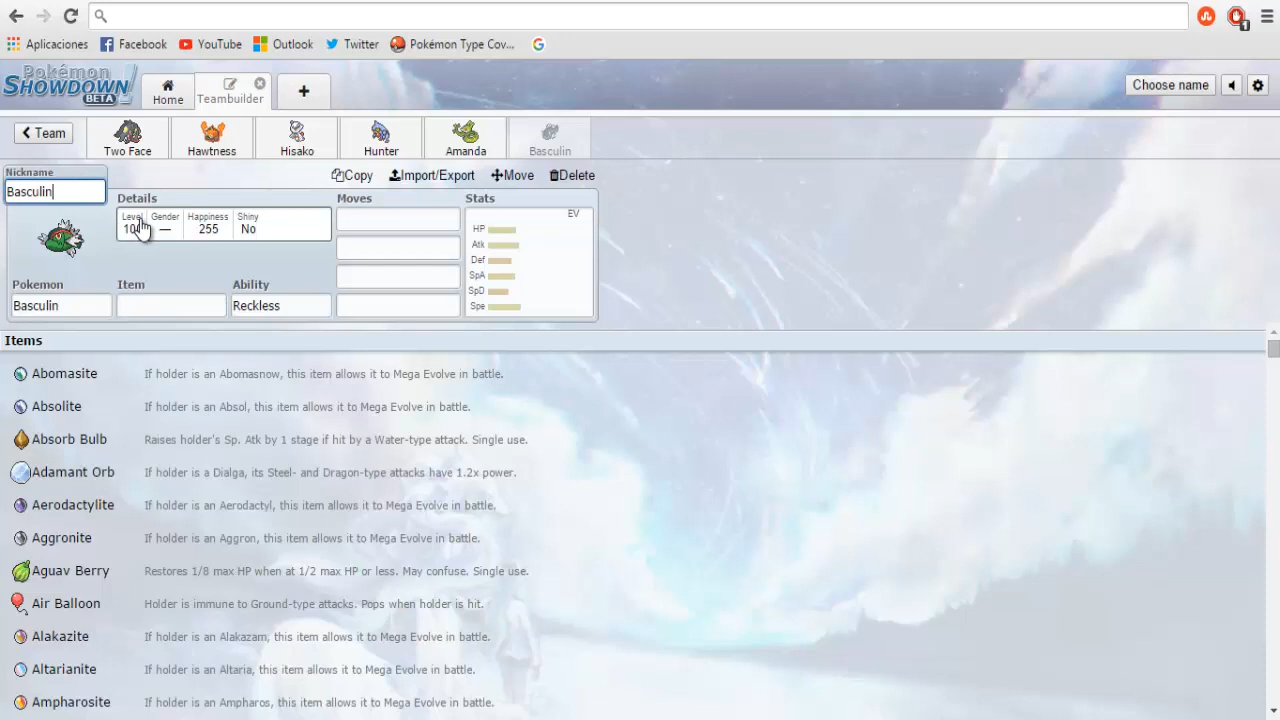 Aplicaciones Facebook YouTube Outlook Twitter Pokémon Type Cov...
Pokémon
SHOWDOWN
BETA
Home
Teambuilder
+
Choose name
Team
Two Face
Hawtness
Hisako
Hunter
Amanda
Basculin
Nickname
Basculin
Copy Import/Export Move Delete
Details
Level Gender Happiness Shiny
100 — 255 No
Moves
Stats
EV
HP
Atk
Def
SpA
SpD
Spe
Pokemon Item Ability
Basculin Reckless
Items
Abomasite If holder is an Abomasnow, this item allows it to Mega Evolve in battle.
Absolite If holder is an Absol, this item allows it to Mega Evolve in battle.
Absorb Bulb Raises holder's Sp. Atk by 1 stage if hit by a Water-type attack. Single use.
Adamant Orb If holder is a Dialga, its Steel- and Dragon-type attacks have 1.2x power.
Aerodactylite If holder is an Aerodactyl, this item allows it to Mega Evolve in battle.
Aggronite If holder is an Aggron, this item allows it to Mega Evolve in battle.
Aguav Berry Restores 1/8 max HP when at 1/2 max HP or less. May confuse. Single use.
Air Balloon Holder is immune to Ground-type attacks. Pops when holder is hit.
Alakazite If holder is an Alakazam, this item allows it to Mega Evolve in battle.
Altarianite If holder is an Altaria, this item allows it to Mega Evolve in battle.
Ampharosite If holder is an Ampharos, this item allows it to Mega Evolve in battle.